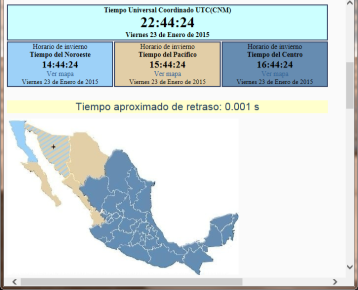 Tiempo Universal Coordinado UTC(CNM)
22:44:24
Viernes 23 de Enero de 2015
Horario de invierno
Tiempo del Noroeste
14:44:24
Ver mapa
Viernes 23 de Enero de 2015
Horario de invierno
Tiempo del Pacifico
15:44:24
Ver mapa
Viernes 23 de Enero de 2015
Horario de invierno
Tiempo del Centro
16:44:24
Ver mapa
Viernes 23 de Enero de 2015
Tiempo aproximado de retraso: 0.001 s